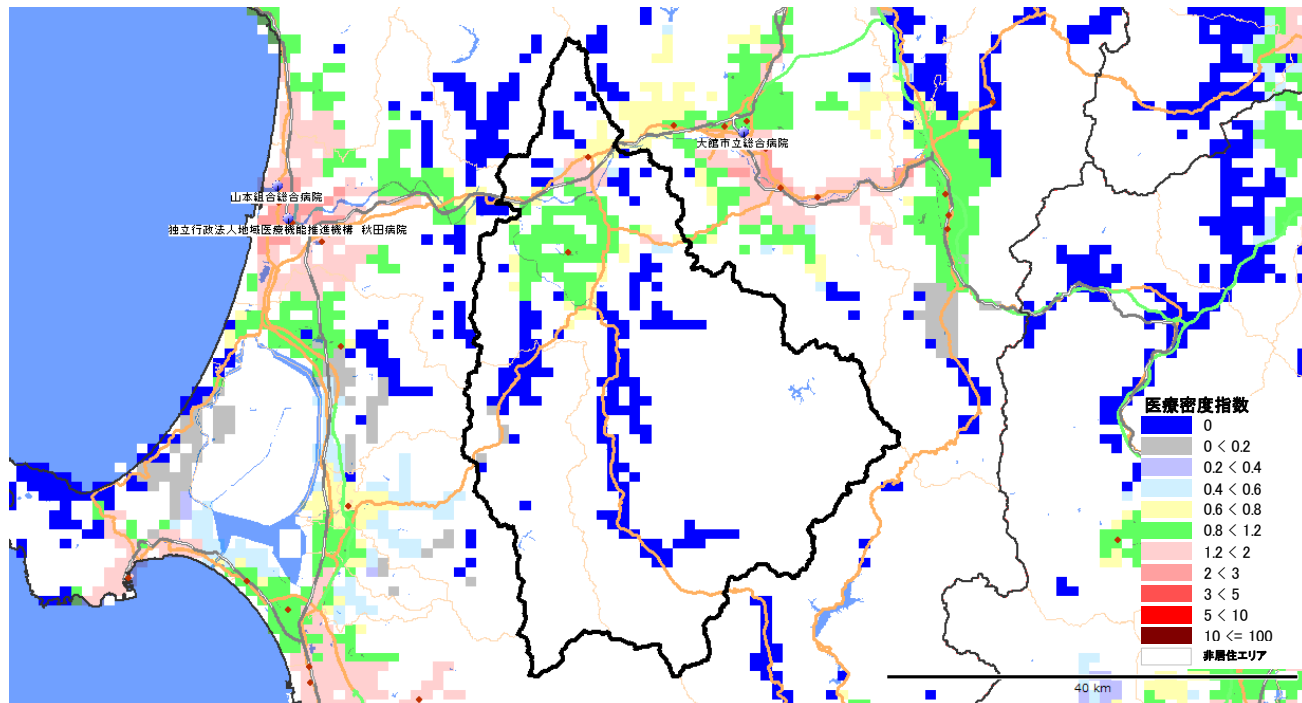 大館市立総合病院
山本組合総合病院
独立行政法人地域医療機能推進機構 秋田病院
医療密度指数
0
0 < 0.2
0.2 < 0.4
0.4 < 0.6
0.6 < 0.8
0.8 < 1.2
1.2 < 2
2 < 3
3 < 5
5 < 10
10 <= 100
非居住エリア
40 km